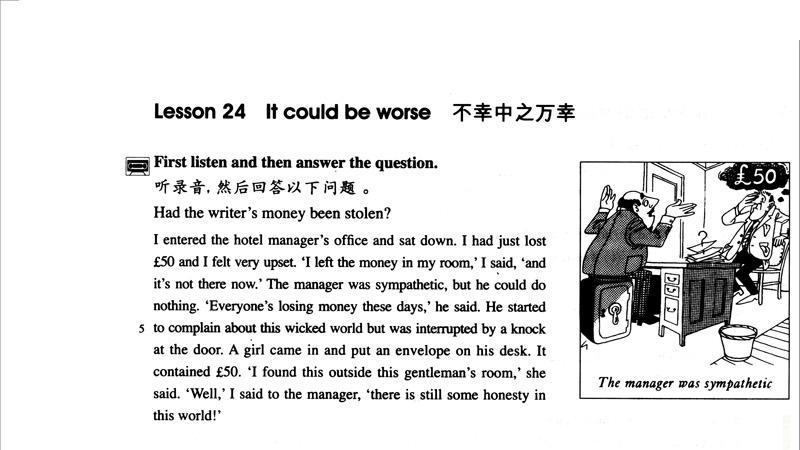 Lesson 24 It could be worse 不幸中之万幸
First listen and then answer the question.
听录音，然后回答以下问题。
Had the writer's money been stolen?
I entered the hotel manager's office and sat down. I had just lost
£50 and I felt very upset. ‘I left the money in my room,’ I said, ‘and
it's not there now.’ The manager was sympathetic, but he could do
nothing. ‘Everyone's losing money these days,’ he said. He started
5 to complain about this wicked world but was interrupted by a knock
at the door. A girl came in and put an envelope on his desk. It
contained £50. ‘I found this outside this gentleman's room,’ she
said. ‘Well,’ I said to the manager, ‘there is still some honesty in
this world!’
£50
The manager was sympathetic